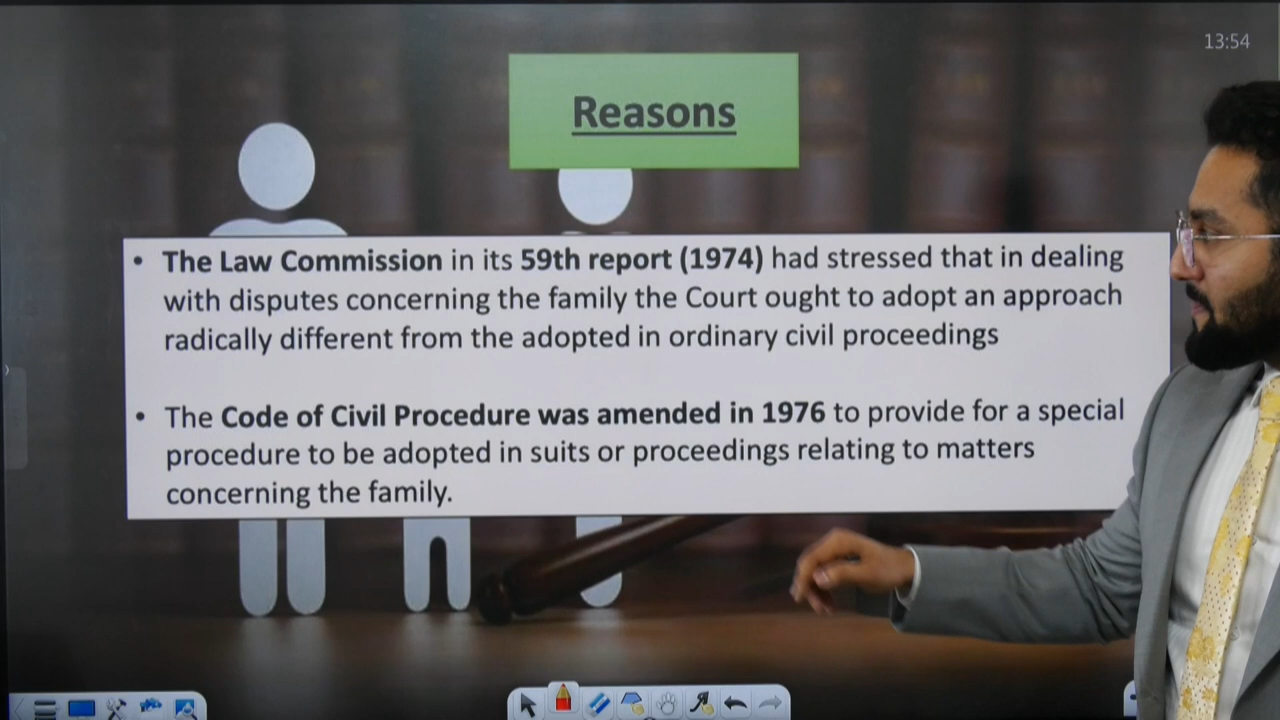 13:54
Reasons
• The Law Commission in its 59th report (1974) had stressed that in dealing
with disputes concerning the family the Court ought to adopt an approach
radically different from the adopted in ordinary civil proceedings
• The Code of Civil Procedure was amended in 1976 to provide for a special
procedure to be adopted in suits or proceedings relating to matters
concerning the family.